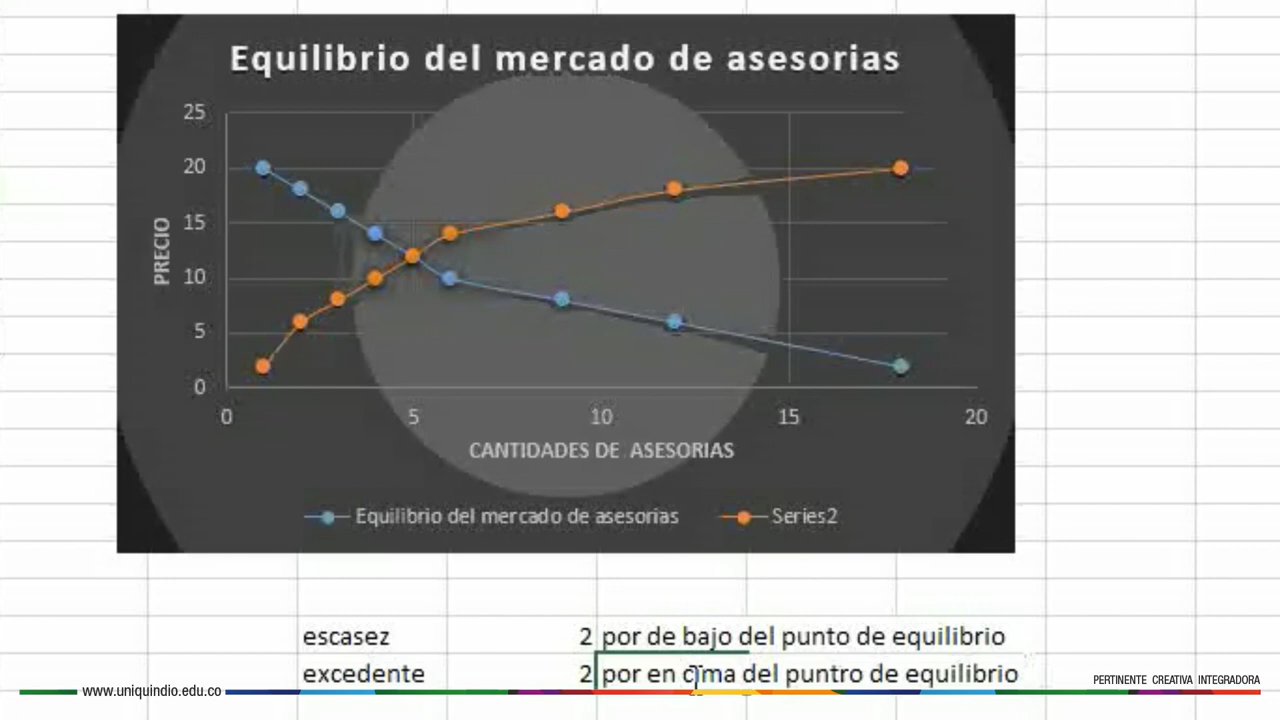 Equilibrio del mercado de asesorias
25
20
15
10
5
0
PRECIO
0 5 10 15 20
CANTIDADES DE ASESORIAS
Equilibrio del mercado de asesorias Series2
escasez 2 por de bajo del punto de equilibrio
excedente 2 por en cima del puntro de equilibrio
www.uniquindio.edu.co PERTINENTE CREATIVA INTEGRADORA